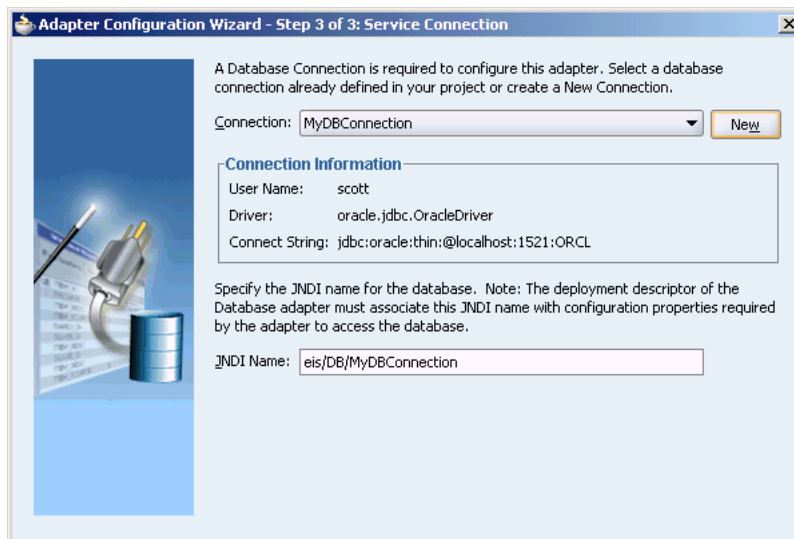 Adapter Configuration Wizard - Step 3 of 3: Service Connection
A Database Connection is required to configure this adapter. Select a database
connection already defined in your project or create a New Connection.
Connection: MyDBConnection New
Connection Information
User Name: scott
Driver: oracle.jdbc.OracleDriver
Connect String: jdbc:oracle:thin:@localhost:1521:ORCL
Specify the JNDI name for the database. Note: The deployment descriptor of the
Database adapter must associate this JNDI name with configuration properties required
by the adapter to access the database.
JNDI Name: eis/DB/MyDBConnection